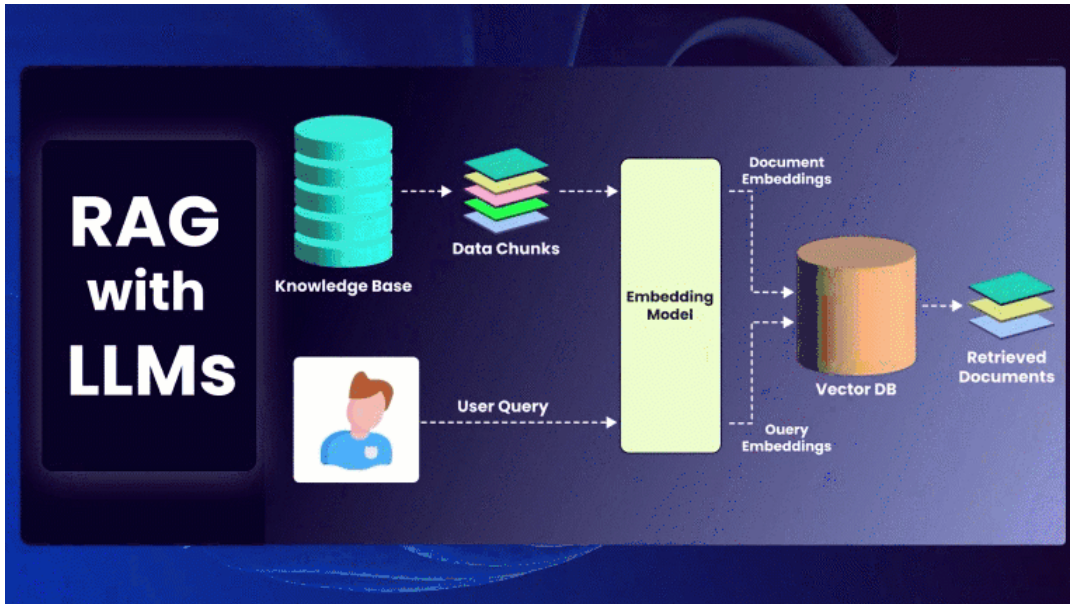 RAG
with
LLMs
Knowledge Base
Data Chunks
User Query
Embedding
Model
Document
Embeddings
Ouery
Embeddings
Vector DB
Retrieved
Documents